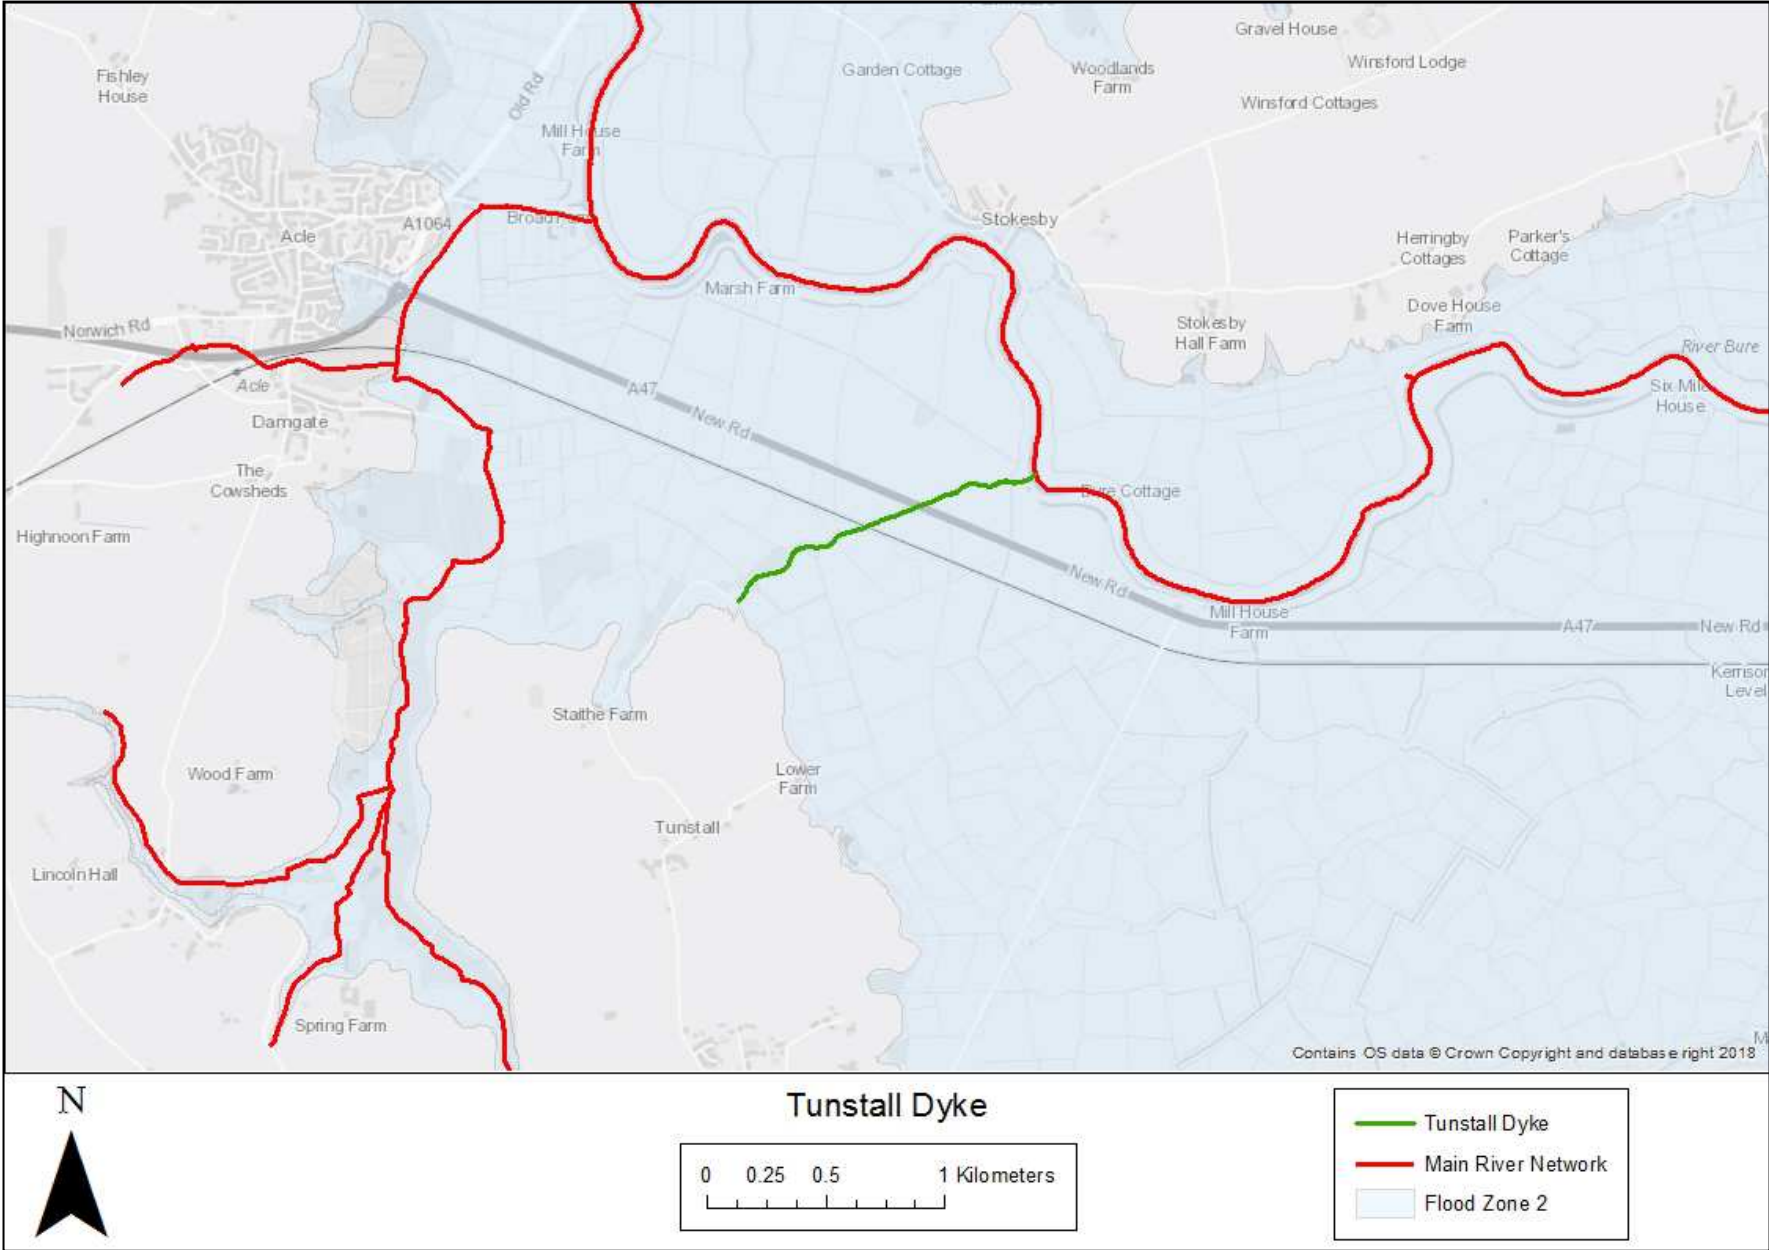 Gravel House
Fishley
House
Garden Cottage
Woodlands
Farm
Winsford Lodge
Old Rd
Winsford Cottages
Mill House
Farm
A1064
Broad Farm
Stokesby
Acle
Herringby
Cottages
Parker's
Cottage
Marsh Farm
Dove House
Farm
Norwich Rd
Stokesby
Hall Farm
River Bure
Acle
A47
New Rd
Six Mile
House
Damgate
The
Cowsheds
Bure Cottage
Highnoon Farm
New Rd
Mill House
Farm
A47
New Rd
Kerrison
Level
Staithe Farm
Wood Farm
Lower
Farm
Tunstall
Lincoln Hall
Spring Farm
M
Contains OS data © Crown Copyright and database right 2018
N
Tunstall Dyke
0 0.25 0.5 1 Kilometers
Tunstall Dyke
Main River Network
Flood Zone 2